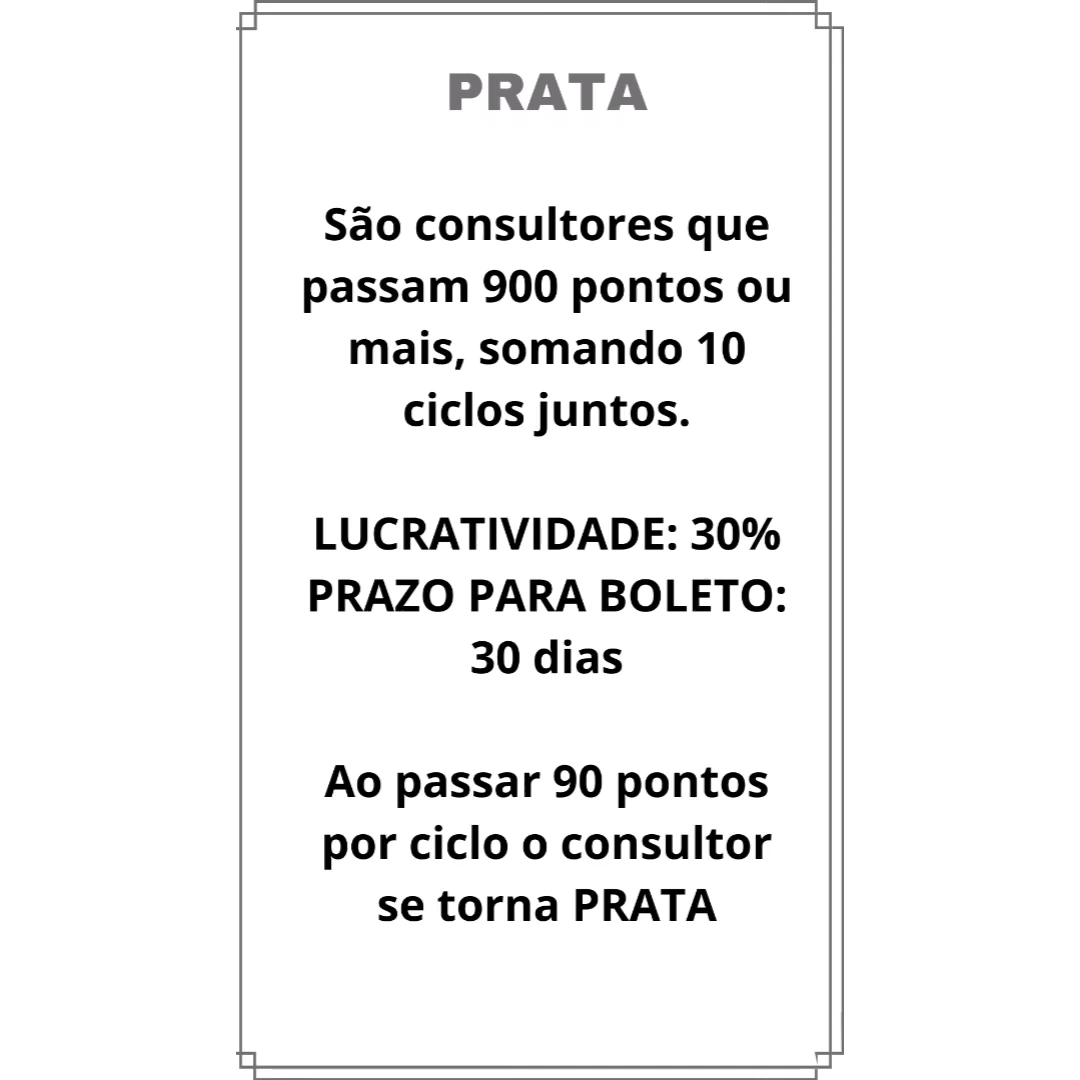 PRATA
São consultores que
passam 900 pontos ou
mais, somando 10
ciclos juntos.
LUCRATIVIDADE: 30%
PRAZO PARA BOLETO:
30 dias
Ao passar 90 pontos
por ciclo o consultor
se torna PRATA